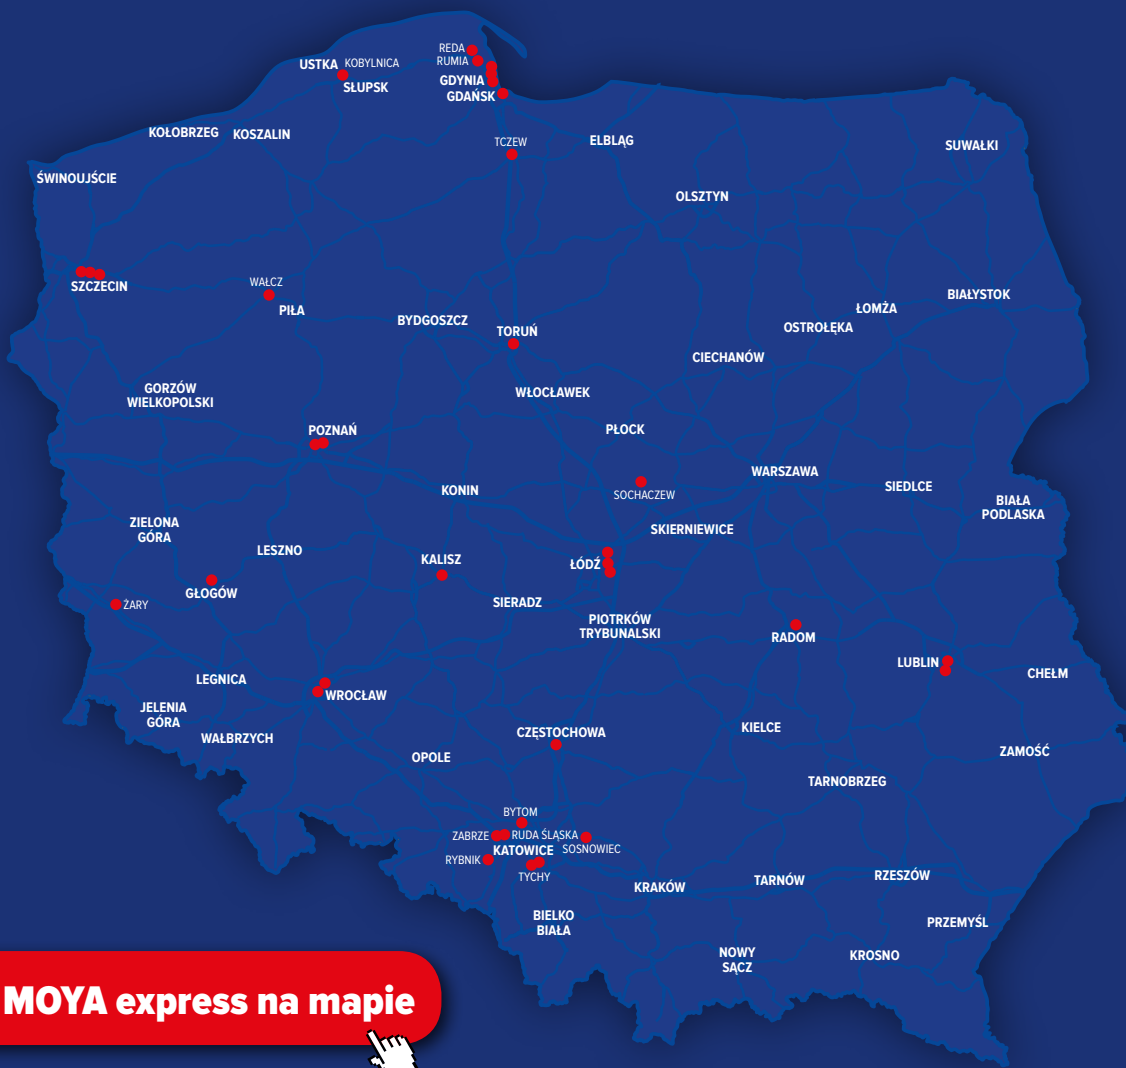 REDA
RUMIA
USTKA
KOBYLNICA
GDYNIA
SŁUPSK
GDAŃSK
KOŁOBRZEG
KOSZALIN
TCZEW
ELBLĄG
SUWAŁKI
ŚWINOUJŚCIE
OLSZTYN
SZCZECIN
WAŁCZ
PIŁA
BIAŁYSTOK
ŁOMŻA
BYDGOSZCZ
OSTROŁĘKA
TORUŃ
CIECHANÓW
GORZÓW
WIELKOPOLSKI
WŁOCŁAWEK
POZNAŃ
PŁOCK
WARSZAWA
KONIN
SOCHACZEW
SIEDLCE
BIAŁA
PODLASKA
ZIELONA
GÓRA
SKIERNIEWICE
LESZNO
KALISZ
ŁÓDŹ
GŁOGÓW
ŻARY
SIERADZ
PIOTRKÓW
TRYBUNALSKI
RADOM
LUBLIN
CHEŁM
LEGNICA
WROCŁAW
JELENIA
GÓRA
WAŁBRZYCH
CZĘSTOCHOWA
KIELCE
ZAMOŚĆ
OPOLE
TARNOBRZEG
BYTOM
ZABRZE
RUDA ŚLĄSKA
KATOWICE
SOSNOWIEC
RYBNIK
TYCHY
KRAKÓW
TARNÓW
RZESZÓW
BIELKO
BIAŁA
PRZEMYŚL
NOWY
SĄCZ
KROSNO
MOYA express na mapie